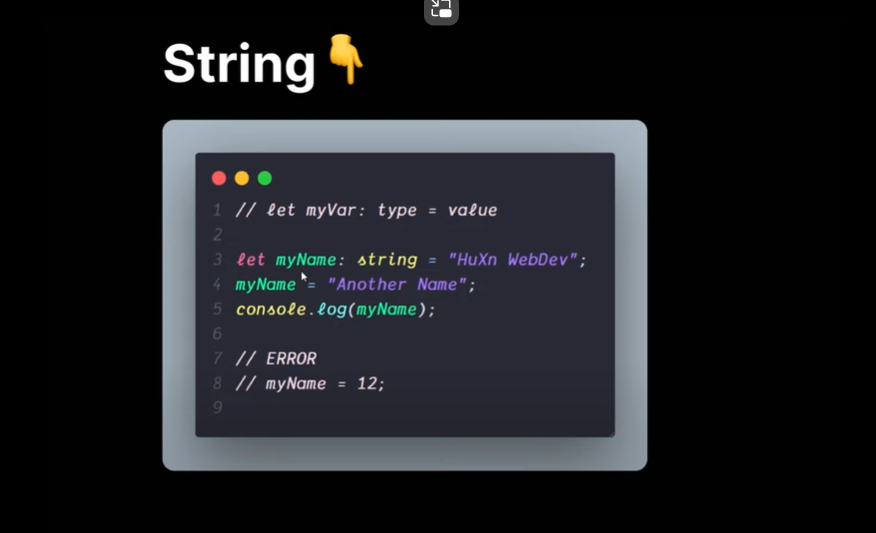 String👇
1 // let myVar: type = value
2
3 let myName: string = "HuXn WebDev";
4 myName = "Another Name";
5 console.log(myName);
6
7 // ERROR
8 // myName = 12;
9